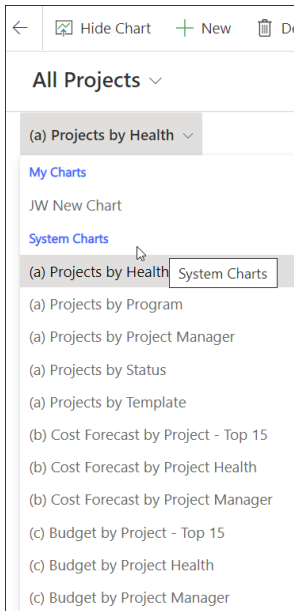 Hide Chart New De
All Projects
(a) Projects by Health
My Charts
JW New Chart
System Charts
(a) Projects by Health System Charts
(a) Projects by Program
(a) Projects by Project Manager
(a) Projects by Status
(a) Projects by Template
(b) Cost Forecast by Project - Top 15
(b) Cost Forecast by Project Health
(b) Cost Forecast by Project Manager
(c) Budget by Project - Top 15
(c) Budget by Project Health
(c) Budget by Project Manager